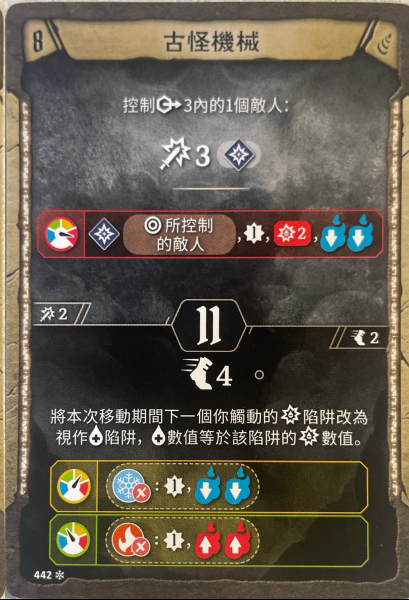 8 古怪機械
控制3內的1個敵人:
3
所控制
的敵人 ,1, 2,
2
11
2
4
將本次移動期間下一個你觸動的陷阱改為
視作陷阱,數值等於該陷阱的數值。
:1,
:1,
442